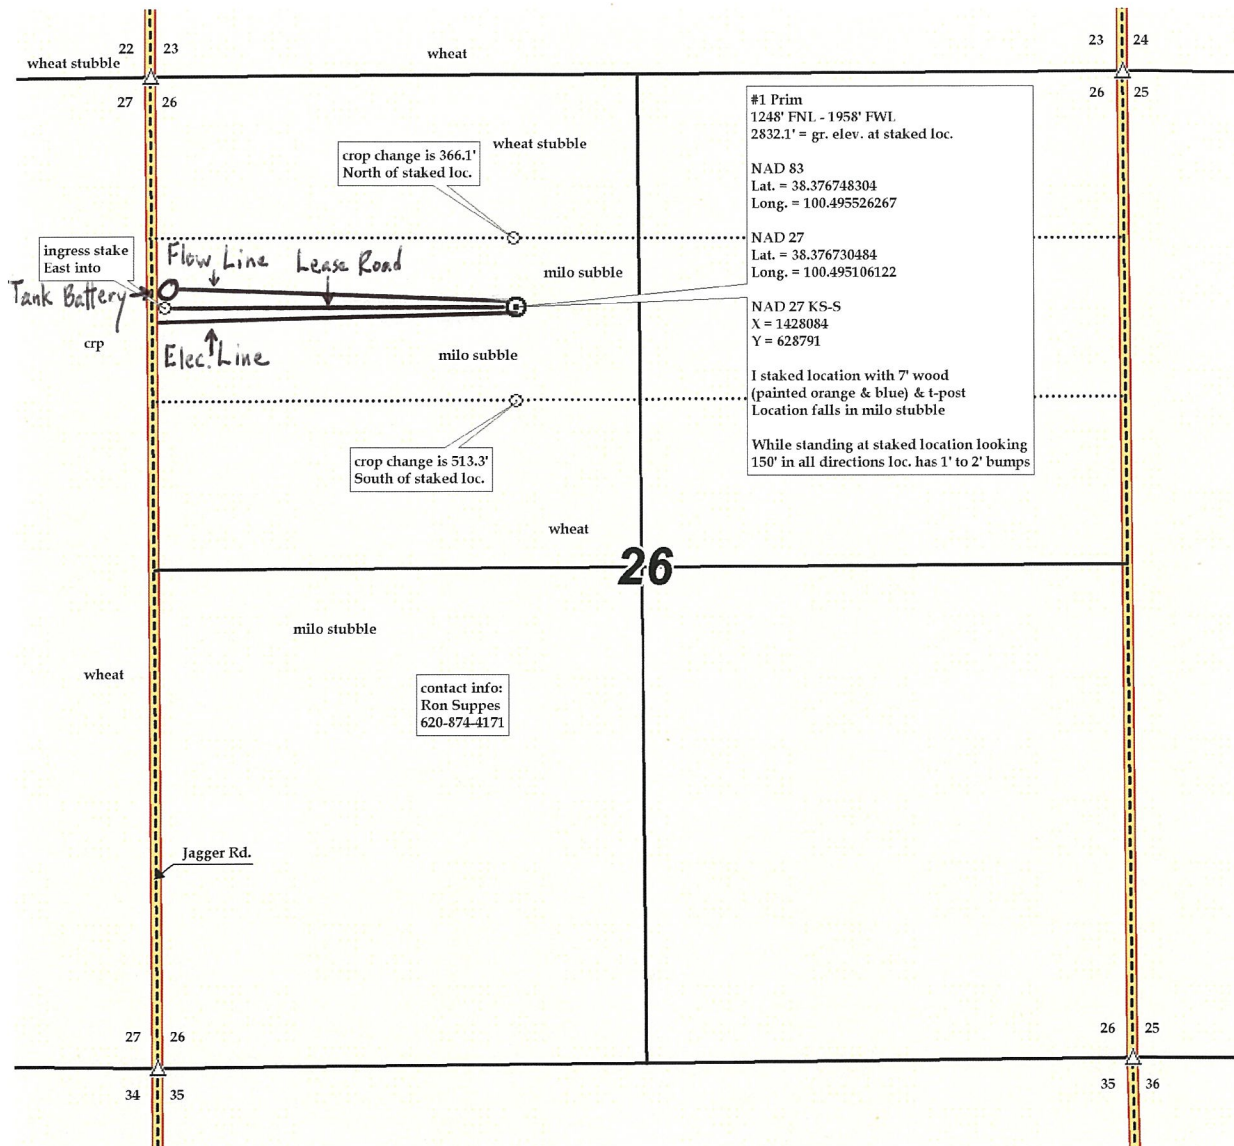 22 23
23 24
wheat
wheat stubble
27 26
26 25
#1 Prim
1248' FNL - 1958' FWL
2832.1' = gr. elev. at staked loc.
NAD 83
Lat. = 38.376748304
Long. = 100.495526267
NAD 27
Lat. = 38.376730484
Long. = 100.495106122
NAD 27 KS-S
X = 1428084
Y = 628791
I staked location with 7' wood
(painted orange & blue) & t-post
Location falls in milo stubble
While standing at staked location looking
150' in all directions loc. has 1' to 2' bumps
wheat stubble
crop change is 366.1'
North of staked loc.
ingress stake
East into
Flow Line
Lease Road
milo subble
Tank Battery
crp
Elec. Line
milo subble
crop change is 513.3'
South of staked loc.
wheat
26
milo stubble
wheat
contact info:
Ron Suppes
620-874-4171
Jagger Rd.
27 26
26 25
34 35
35 36